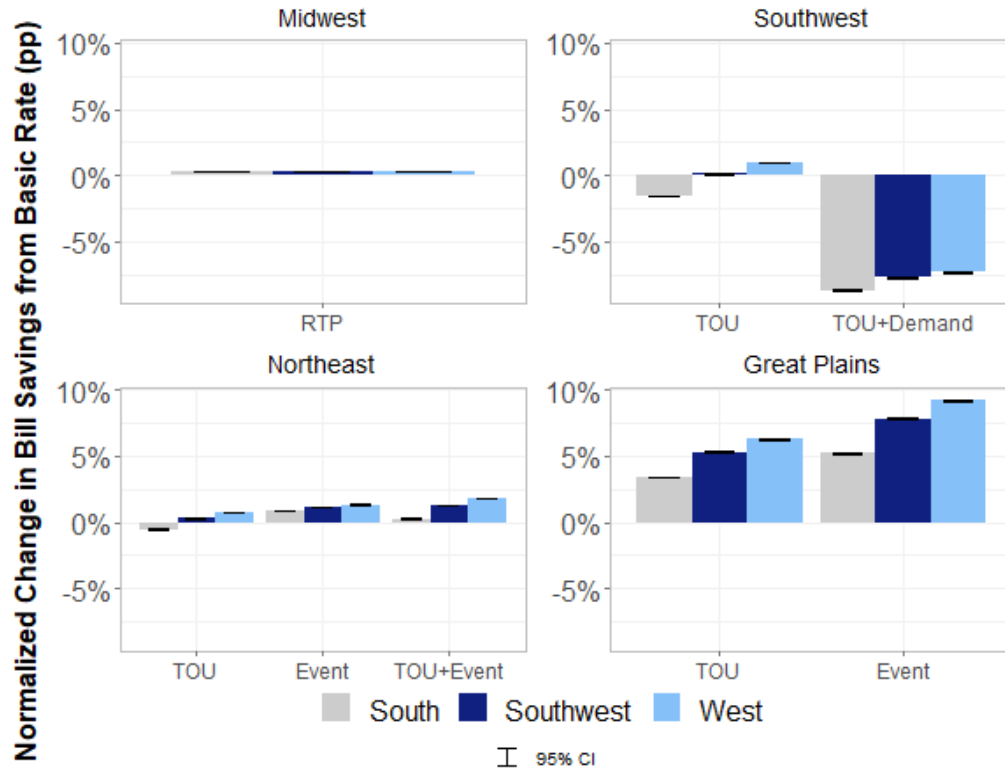 Normalized Change in Bill Savings from Basic Rate (pp)
Midwest
10%
5%
0%
-5%
RTP
Southwest
10%
5%
0%
-5%
TOU TOU+Demand
Northeast
10%
5%
0%
-5%
TOU Event TOU+Event
Great Plains
10%
5%
0%
-5%
TOU Event
South Southwest West
95% CI